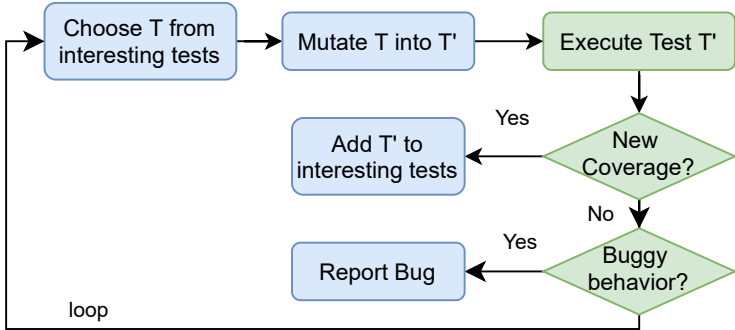 Choose T from
interesting tests
Mutate T into T'
Execute Test T'
Yes
New
Coverage?
Add T' to
interesting tests
No
Yes
Buggy
behavior?
Report Bug
loop